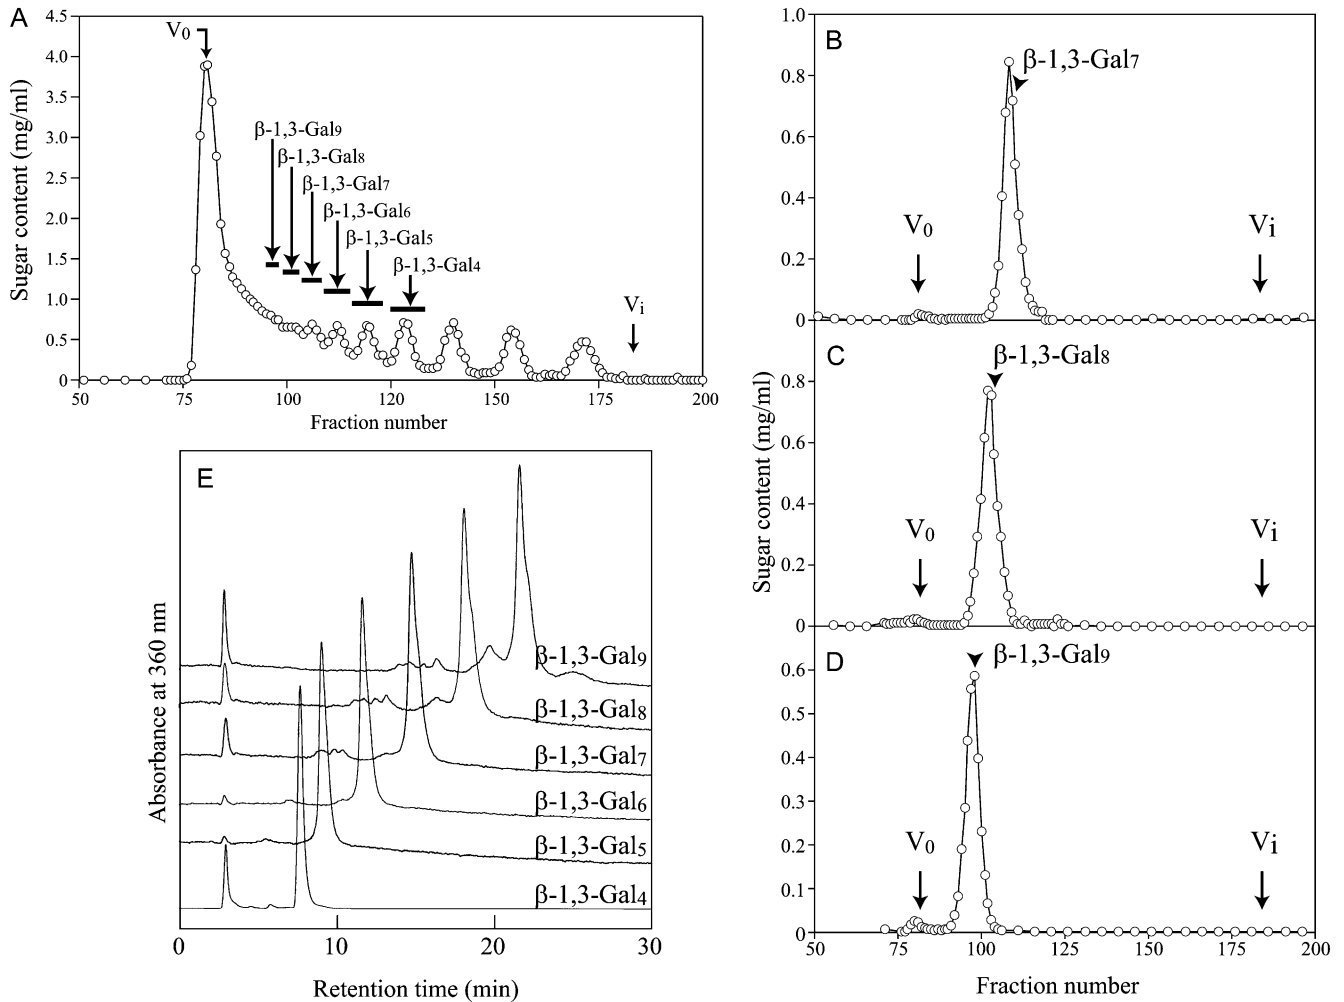 A
4.5
4.0
3.5
3.0
2.5
2.0
1.5
1.0
0.5
0
Sugar content (mg/ml)
V0
β-1,3-Gal9
β-1,3-Gal8
β-1,3-Gal7
β-1,3-Gal6
β-1,3-Gal5
β-1,3-Gal4
Vi
50 75 100 125 150 175 200
Fraction number
B
1.0
0.8
0.6
0.4
0.2
0
β-1,3-Gal7
V0
Vi
C
0.8
0.6
0.4
0.2
0
Sugar content (mg/ml)
β-1,3-Gal8
V0
Vi
D
0.6
0.5
0.4
0.3
0.2
0.1
0
β-1,3-Gal9
V0
Vi
50 75 100 125 150 175 200
Fraction number
E
Absorbance at 360 nm
β-1,3-Gal9
β-1,3-Gal8
β-1,3-Gal7
β-1,3-Gal6
β-1,3-Gal5
β-1,3-Gal4
0 10 20 30
Retention time (min)